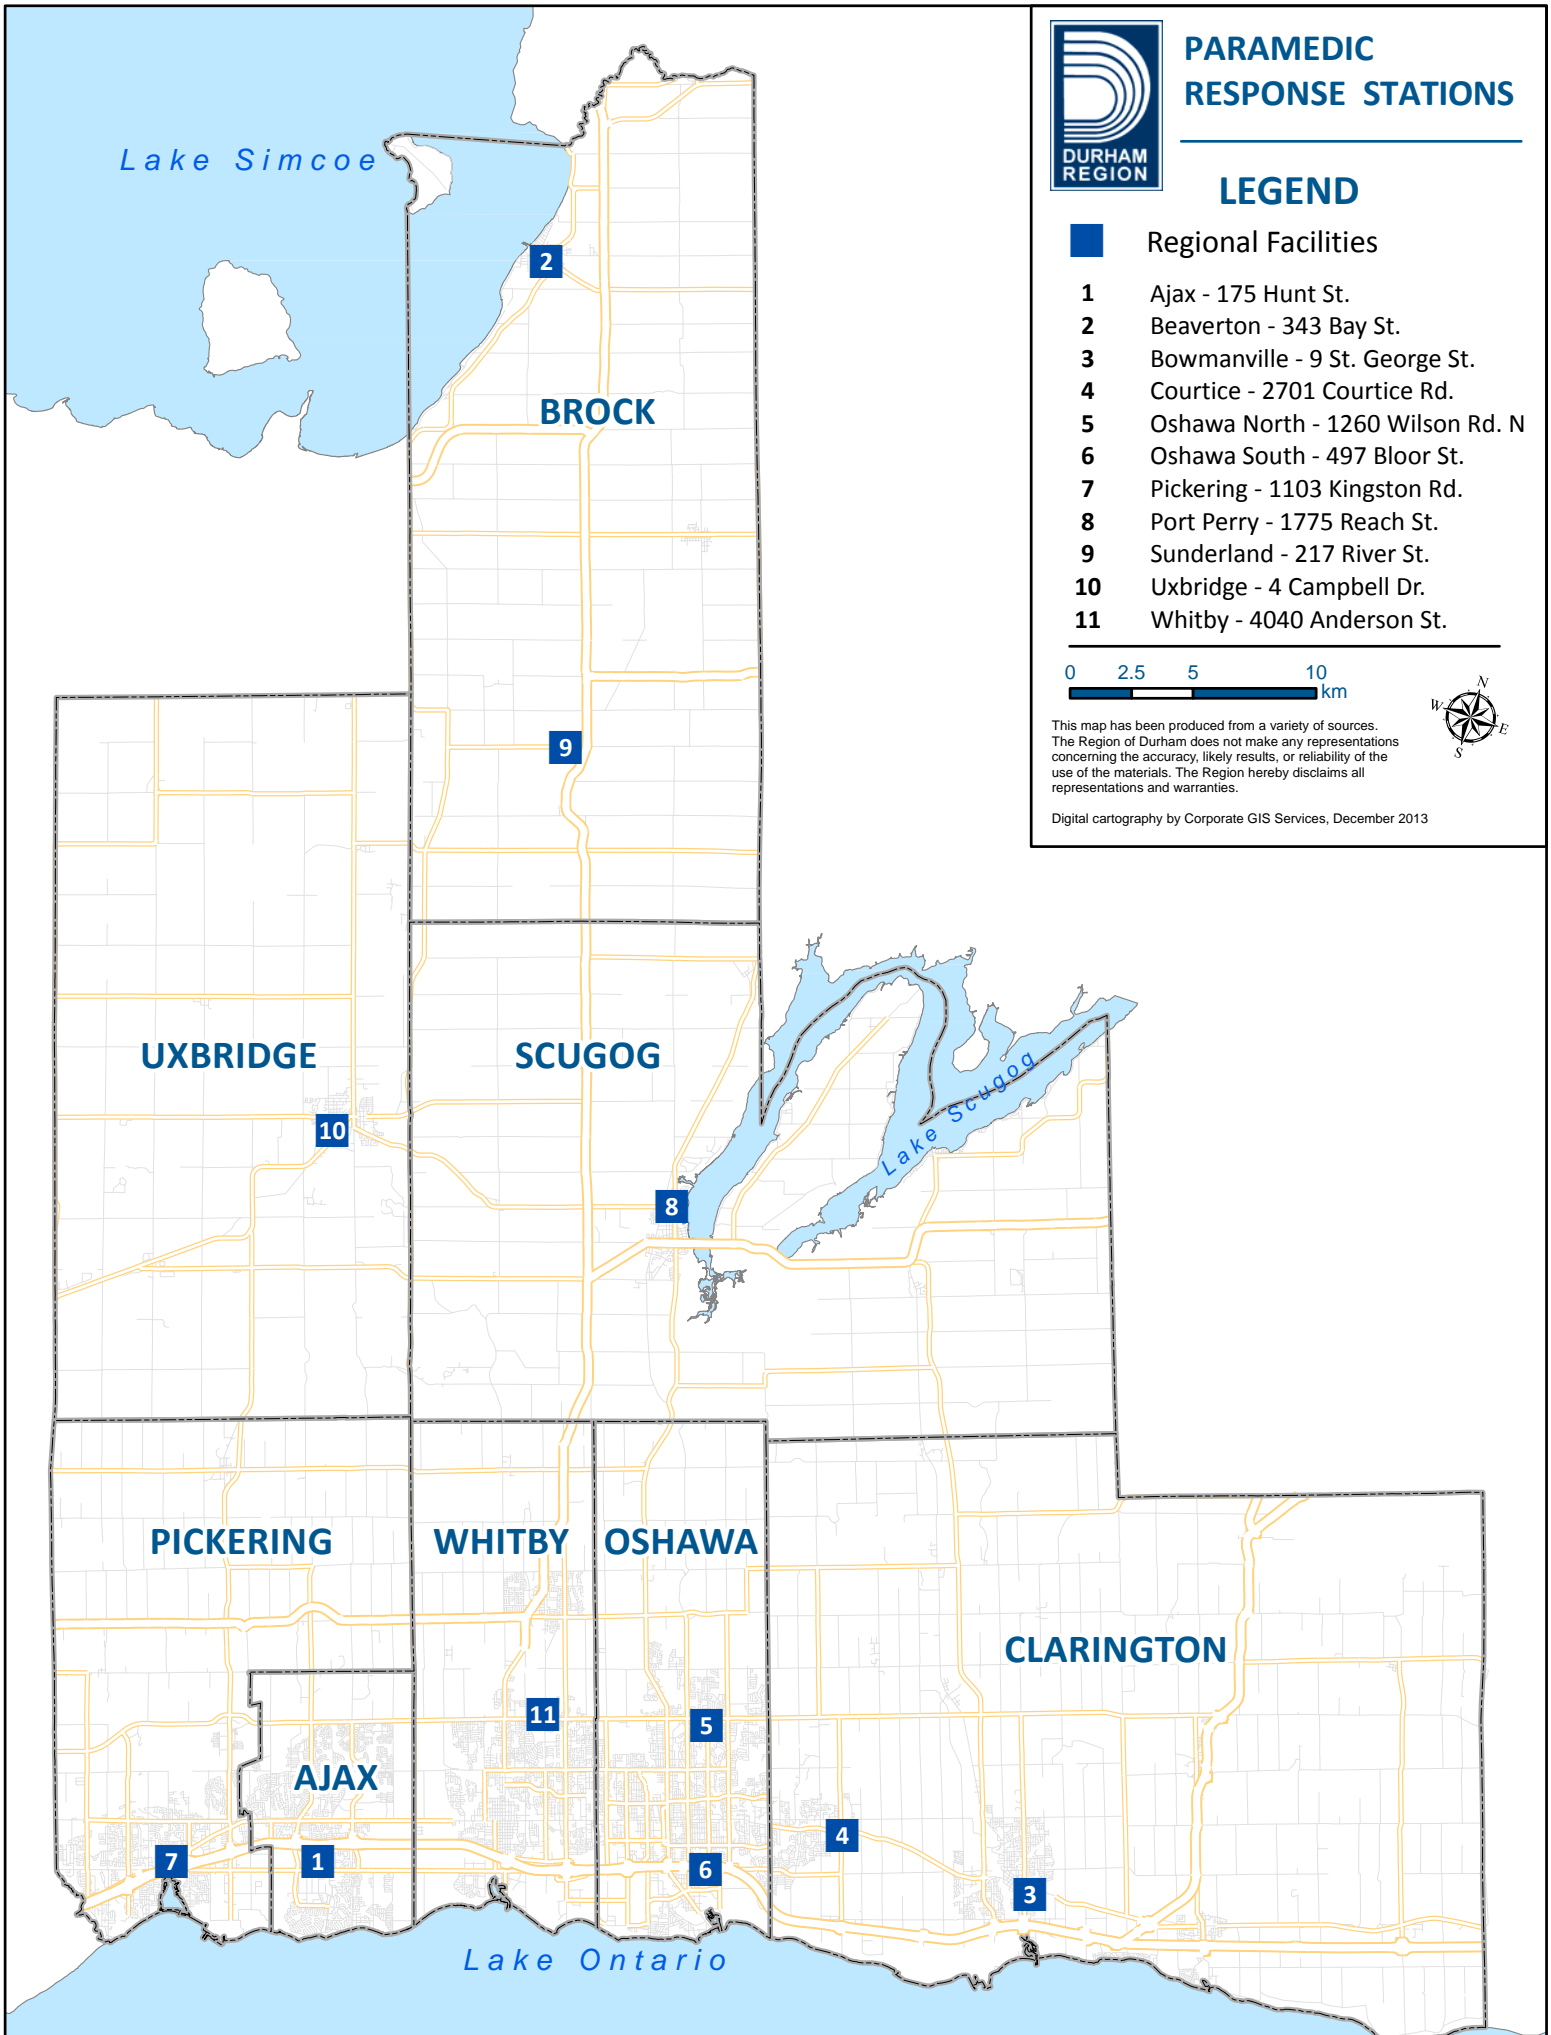 PARAMEDIC
RESPONSE STATIONS
DURHAM
REGION
LEGEND
Regional Facilities
1 Ajax - 175 Hunt St.
2 Beaverton - 343 Bay St.
3 Bowmanville - 9 St. George St.
4 Courtice - 2701 Courtice Rd.
5 Oshawa North - 1260 Wilson Rd. N
6 Oshawa South - 497 Bloor St.
7 Pickering - 1103 Kingston Rd.
8 Port Perry - 1775 Reach St.
9 Sunderland - 217 River St.
10 Uxbridge - 4 Campbell Dr.
11 Whitby - 4040 Anderson St.
0 2.5 5 10
km
N
W
E
S
This map has been produced from a variety of sources.
The Region of Durham does not make any representations
concerning the accuracy, likely results, or reliability of the
use of the materials. The Region hereby disclaims all
representations and warranties.
Digital cartography by Corporate GIS Services, December 2013
Lake Simcoe
2
BROCK
9
UXBRIDGE
SCUGOG
Lake Scugog
10
8
PICKERING
WHITBY
OSHAWA
CLARINGTON
11
5
AJAX
4
7
1
6
3
Lake Ontario